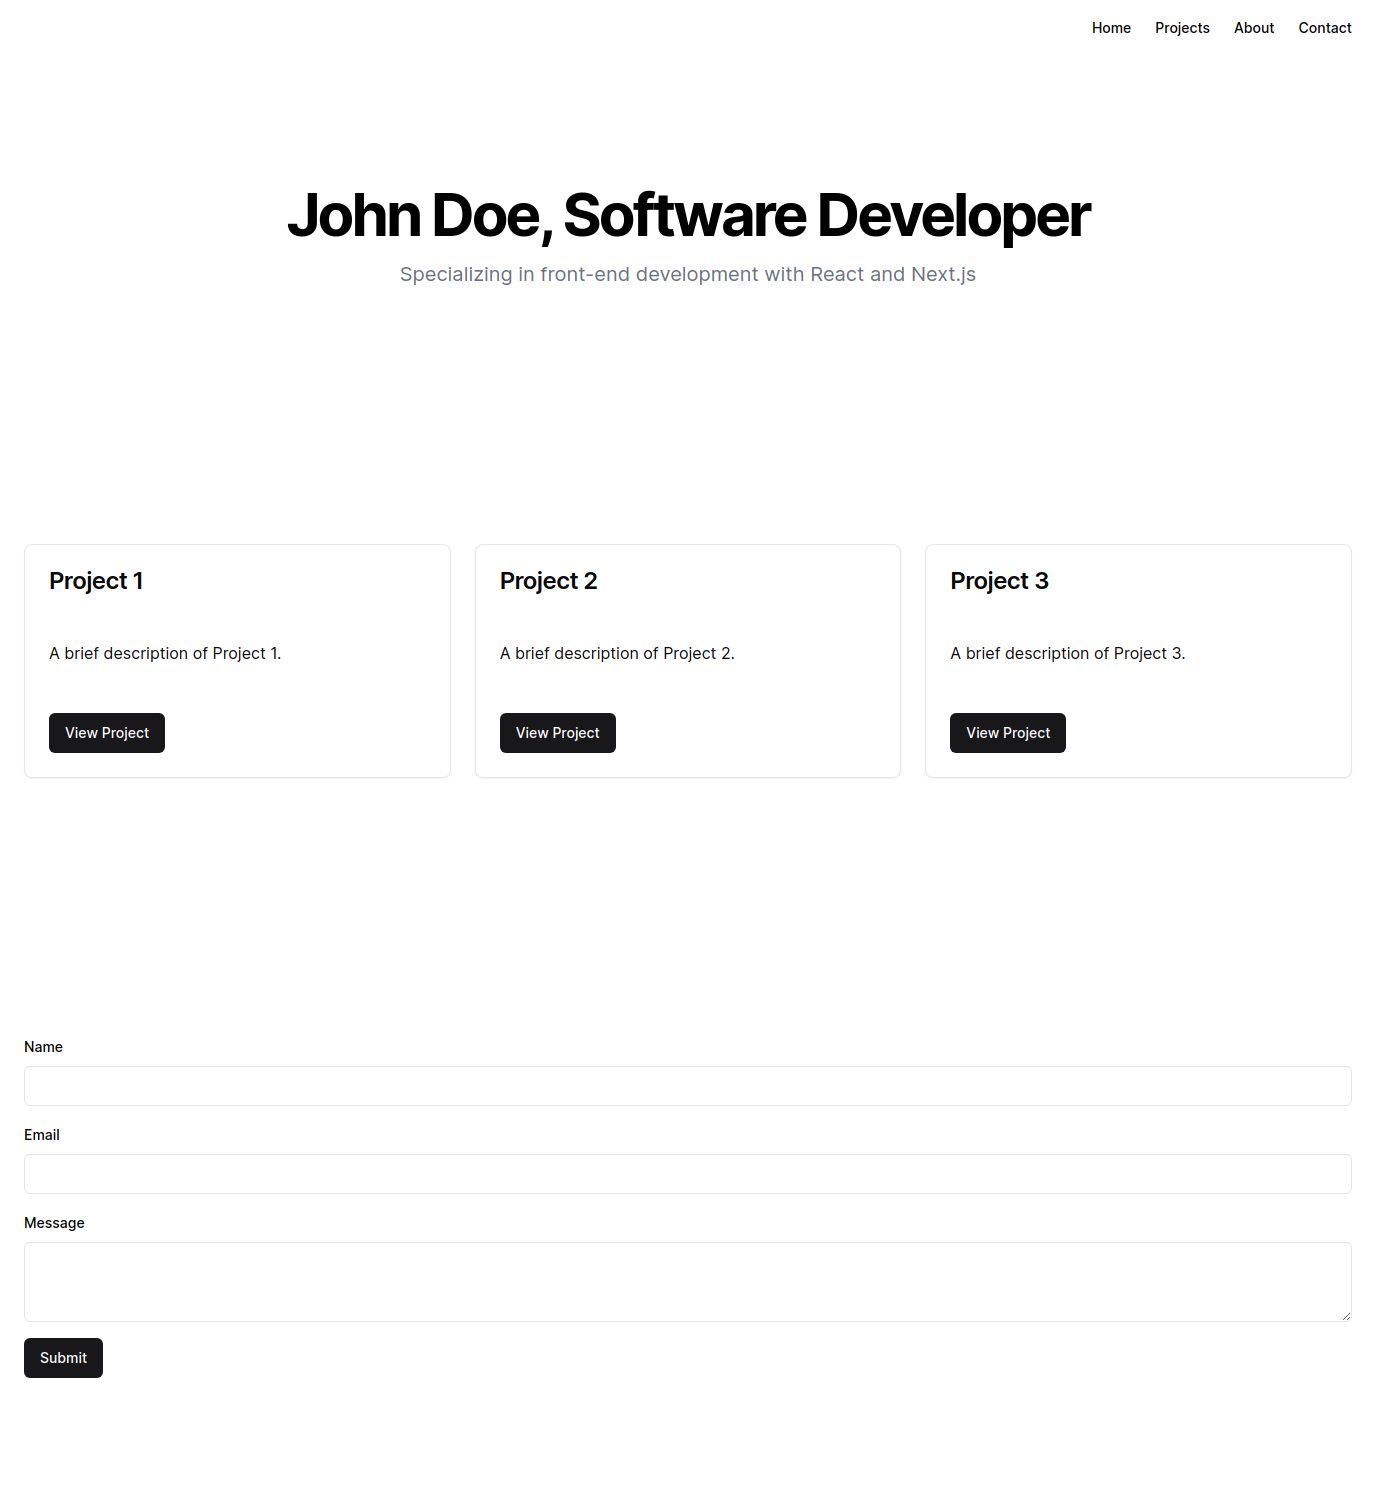 Home Projects About Contact
John Doe, Software Developer
Specializing in front-end development with React and Next.js
Project 1
A brief description of Project 1.
View Project
Project 2
A brief description of Project 2.
View Project
Project 3
A brief description of Project 3.
View Project
Name
Email
Message
Submit